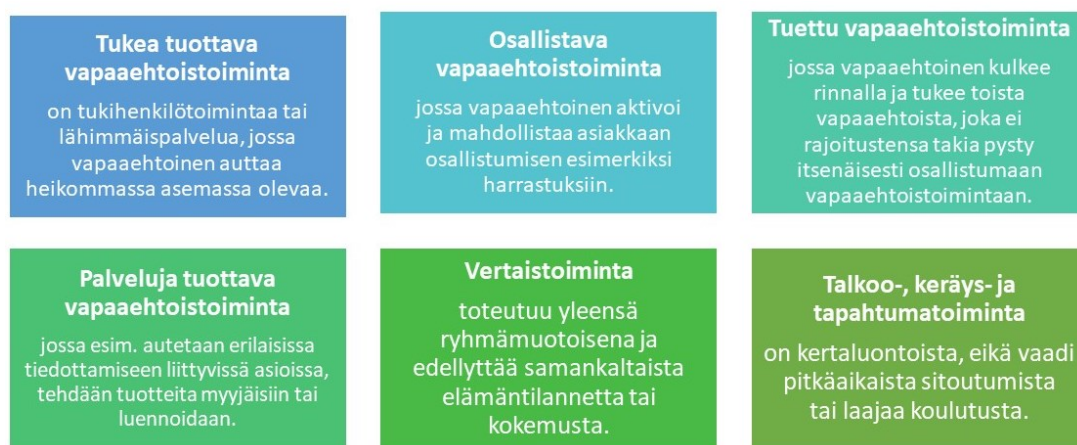 Tukea tuottava
vapaaehtoistoiminta
on tukihenkilötoimintaa tai
lähimmäispalvelua, jossa
vapaaehtoinen auttaa
heikommassa asemassa olevaa.
Osallistava
vapaaehtoistoiminta
jossa vapaaehtoinen aktivoi
ja mahdollistaa asiakkaan
osallistumisen esimerkiksi
harrastuksiin.
Tuettu vapaaehtoistoiminta
jossa vapaaehtoinen kulkee
rinnalla ja tukee toista
vapaaehtoista, joka ei
rajoitustensa takia pysty
itsenäisesti osallistumaan
vapaaehtoistoimintaan.
Palveluja tuottava
vapaaehtoistoiminta
jossa esim. autetaan erilaisissa
tiedottamiseen liittyvissä asioissa,
tehdään tuotteita myyjäisiin tai
luennoidaan.
Vertaistoiminta
toteutuu yleensä
ryhmämuotoisena ja
edellyttää samankaltaista
elämäntilannetta tai
kokemusta.
Talkoo-, keräys- ja
tapahtumatoiminta
on kertaluontoista, eikä vaadi
pitkäaikaista sitoutumista
tai laajaa koulutusta.